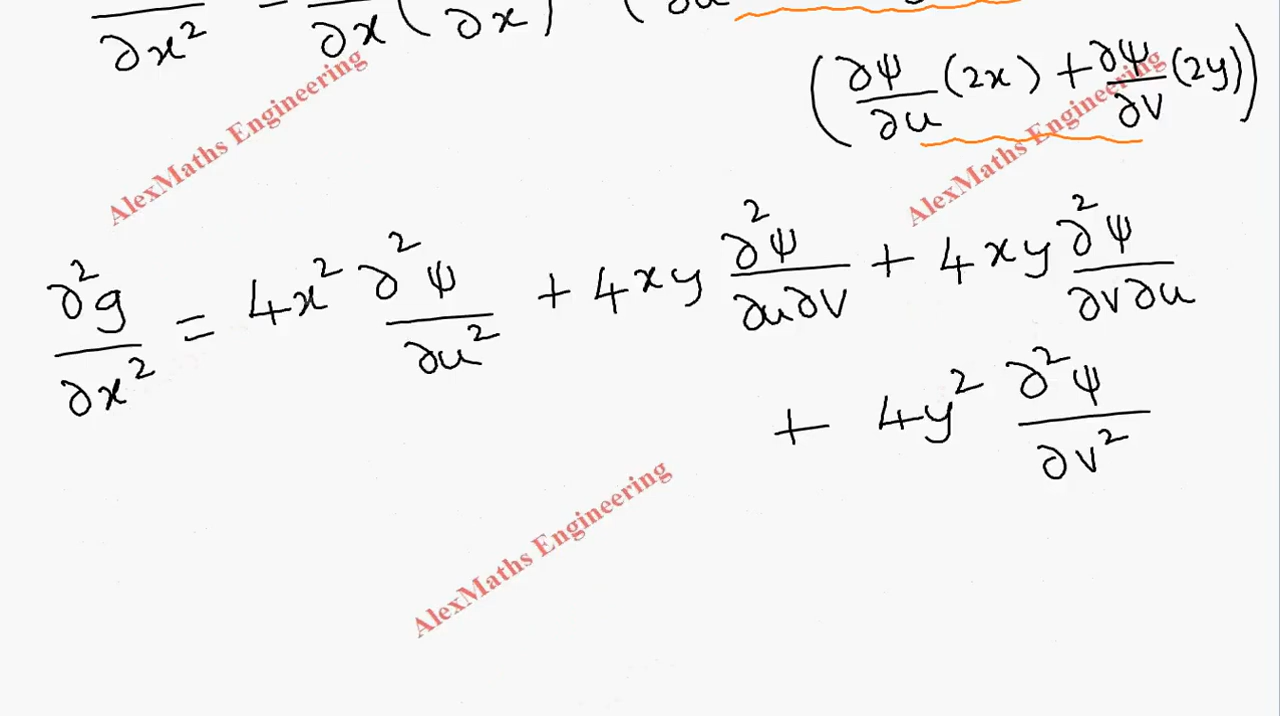 ∂x² = ∂/∂x (∂x) (∂u
(∂ψ/∂u (2x) + ∂ψ/∂v (2y))
∂²g/∂x² = 4x² ∂²ψ/∂u² + 4xy ∂²ψ/∂u∂v + 4xy ∂²ψ/∂v∂u
+ 4y² ∂²ψ/∂v²
AlexMaths Engineering
AlexMaths Engineering
AlexMaths Engineering